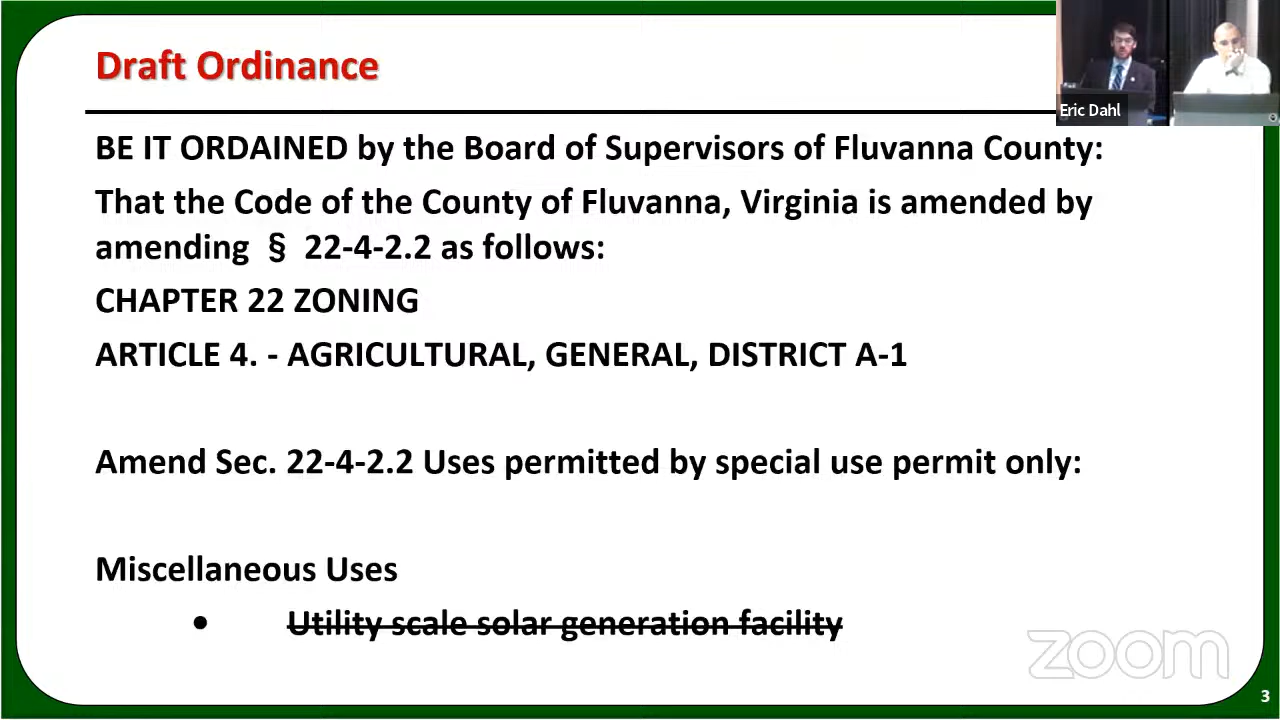 Draft Ordinance
Eric Dahl
BE IT ORDAINED by the Board of Supervisors of Fluvanna County:
That the Code of the County of Fluvanna, Virginia is amended by
amending § 22-4-2.2 as follows:
CHAPTER 22 ZONING
ARTICLE 4. - AGRICULTURAL, GENERAL, DISTRICT A-1
Amend Sec. 22-4-2.2 Uses permitted by special use permit only:
Miscellaneous Uses
• Utility scale solar generation facility
zoom
3